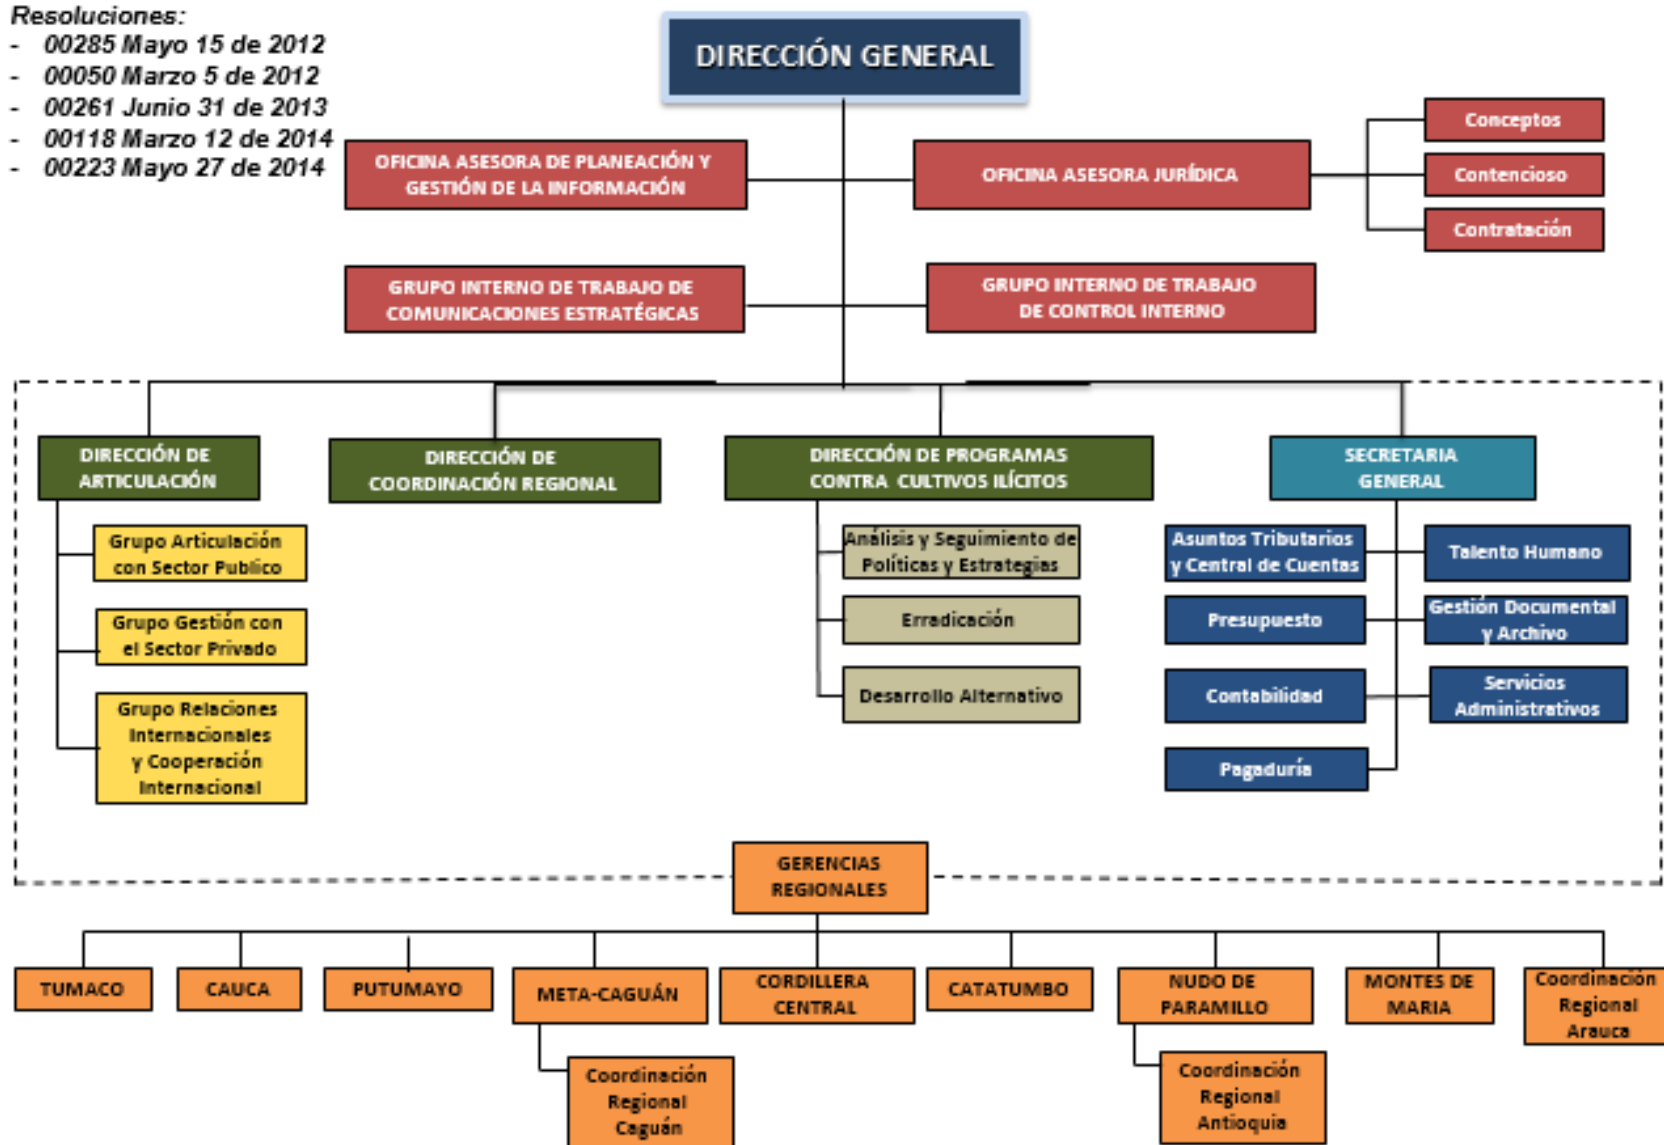 Resoluciones:
- 00285 Mayo 15 de 2012
- 00050 Marzo 5 de 2012
- 00261 Junio 31 de 2013
- 00118 Marzo 12 de 2014
- 00223 Mayo 27 de 2014
DIRECCIÓN GENERAL
OFICINA ASESORA DE PLANEACIÓN Y
GESTIÓN DE LA INFORMACIÓN
OFICINA ASESORA JURÍDICA
Conceptos
Contencioso
Contratación
GRUPO INTERNO DE TRABAJO DE
COMUNICACIONES ESTRATÉGICAS
GRUPO INTERNO DE TRABAJO
DE CONTROL INTERNO
DIRECCIÓN DE
ARTICULACIÓN
Grupo Articulación
con Sector Publico
Grupo Gestión con
el Sector Privado
Grupo Relaciones
Internacionales
y Cooperación
Internacional
DIRECCIÓN DE
COORDINACIÓN REGIONAL
DIRECCIÓN DE PROGRAMAS
CONTRA CULTIVOS ILÍCITOS
Análisis y Seguimiento de
Políticas y Estrategias
Erradicación
Desarrollo Alternativo
SECRETARIA
GENERAL
Asuntos Tributarios
y Central de Cuentas
Talento Humano
Presupuesto
Gestión Documental
y Archivo
Contabilidad
Servicios
Administrativos
Pagaduría
GERENCIAS
REGIONALES
TUMACO
CAUCA
PUTUMAYO
META-CAGUÁN
Coordinación
Regional
Caguán
CORDILLERA
CENTRAL
CATATUMBO
NUDO DE
PARAMILLO
Coordinación
Regional
Antioquia
MONTES DE
MARIA
Coordinación
Regional
Arauca